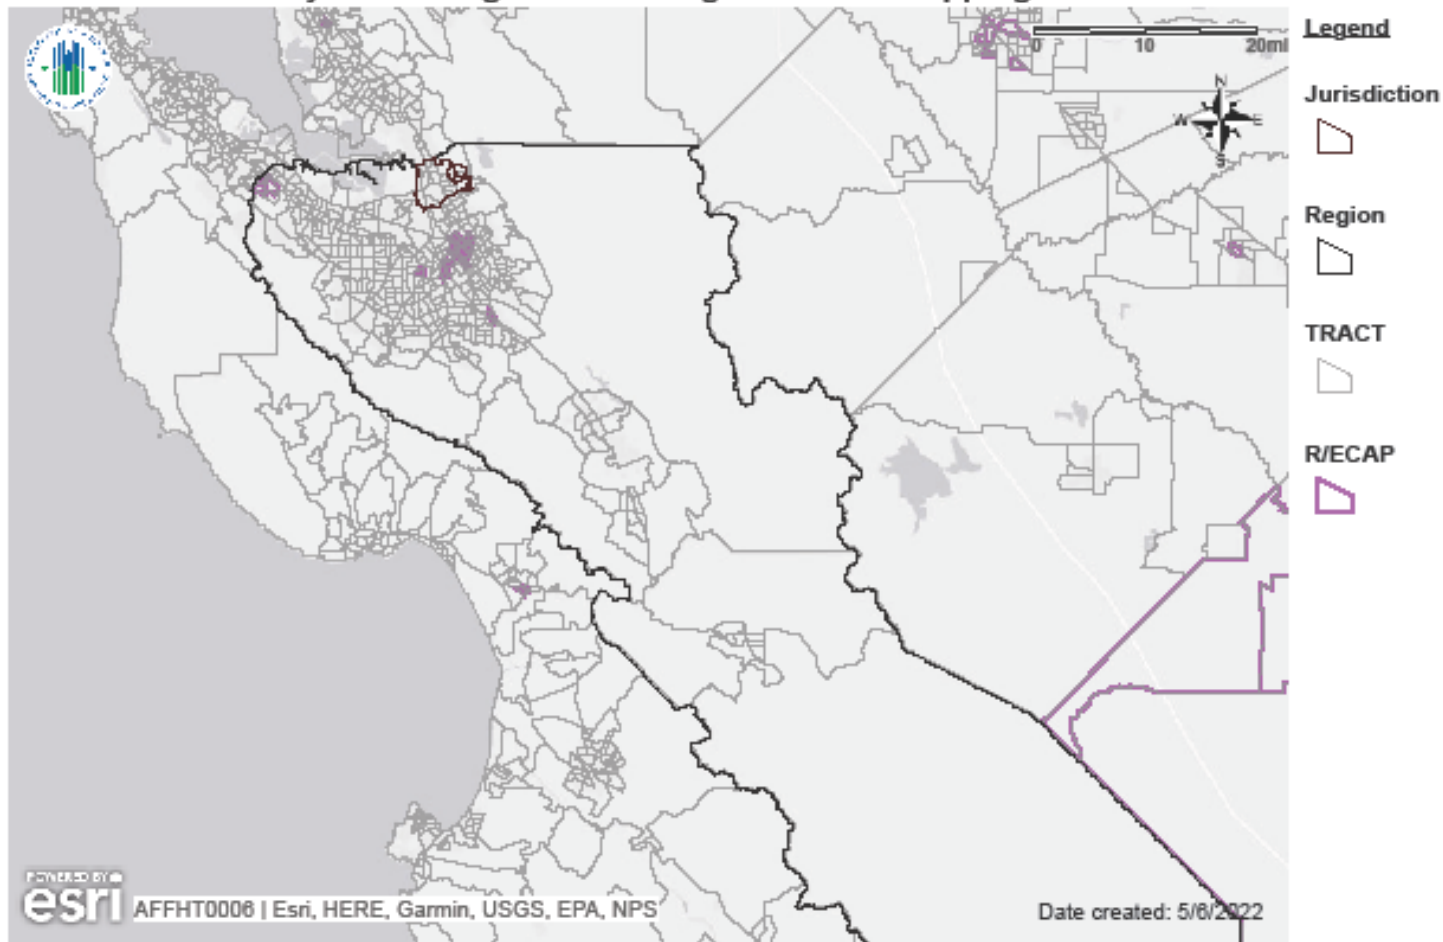 Legend
0 10 20mi
Jurisdiction
N
W E
S
Region
TRACT
R/ECAP
POWERED BY
esri
AFFHT0006 | Esri, HERE, Garmin, USGS, EPA, NPS
Date created: 5/6/2022